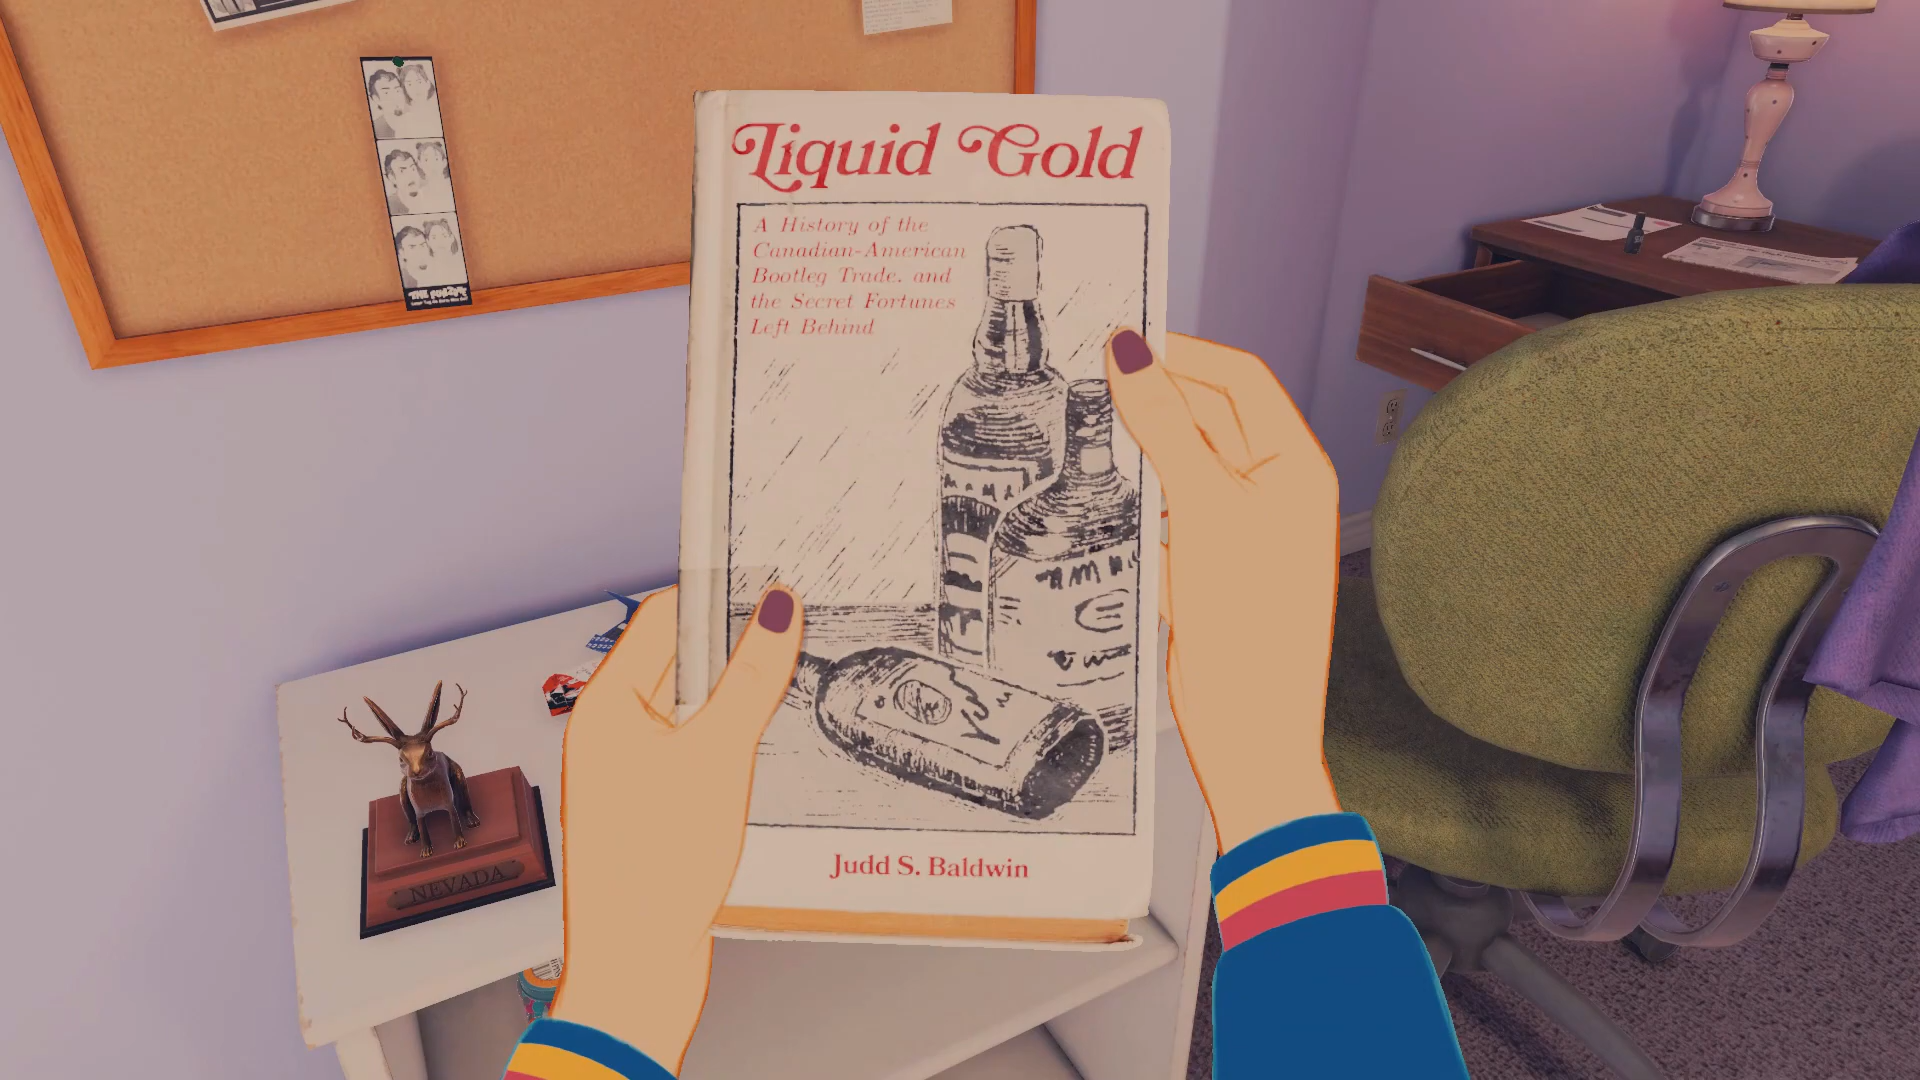 Liquid Gold
A History of the
Canadian-American
Bootleg Trade. and
the Secret Fortunes
Left Behind
Judd S. Baldwin
NEVADA